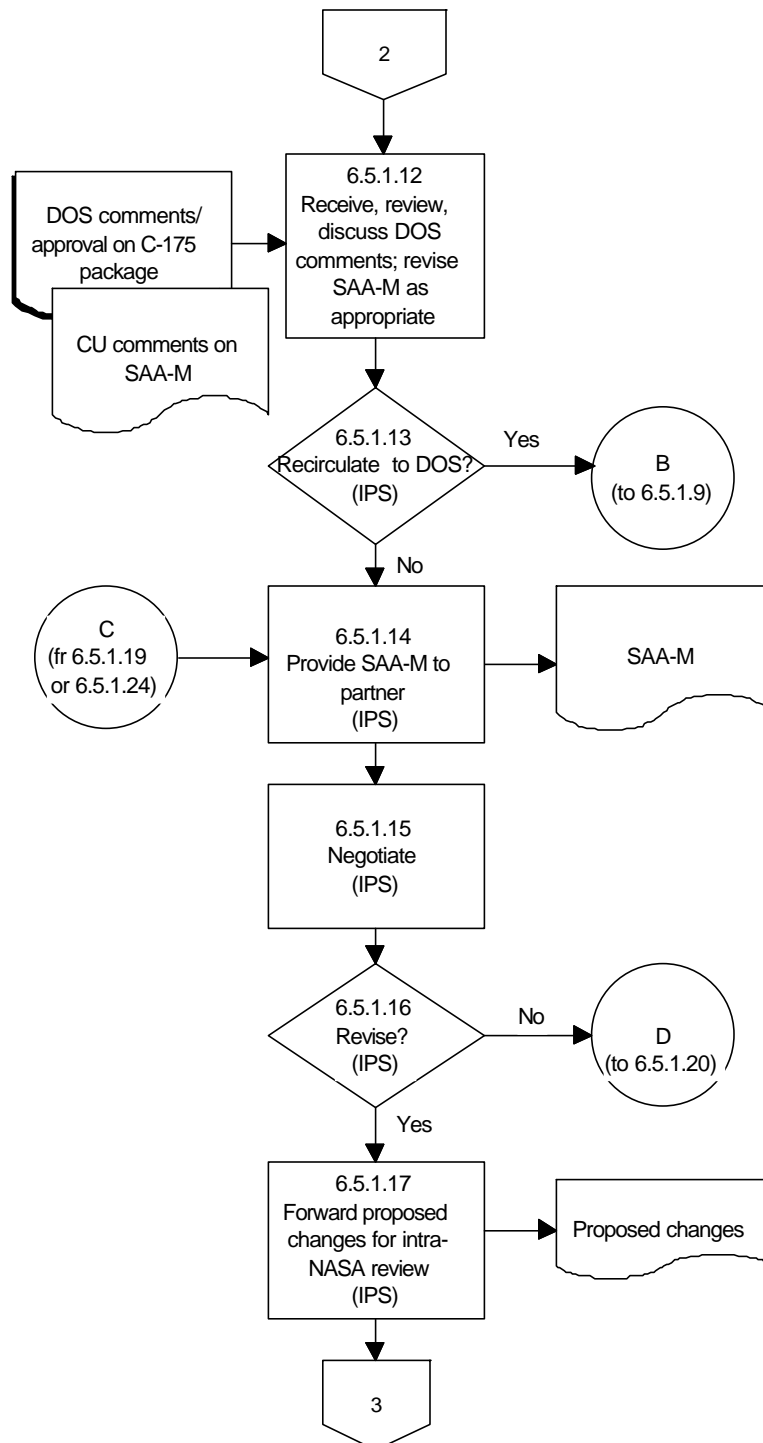 2
6.5.1.12
Receive, review,
discuss DOS
comments; revise
SAA-M as
appropriate
DOS comments/
approval on C-175
package
CU comments on
SAA-M
6.5.1.13
Recirculate to DOS?
(IPS)
Yes
B
(to 6.5.1.9)
No
C
(fr 6.5.1.19
or 6.5.1.24)
6.5.1.14
Provide SAA-M to
partner
(IPS)
SAA-M
6.5.1.15
Negotiate
(IPS)
6.5.1.16
Revise?
(IPS)
No
D
(to 6.5.1.20)
Yes
6.5.1.17
Forward proposed
changes for intra-
NASA review
(IPS)
Proposed changes
3